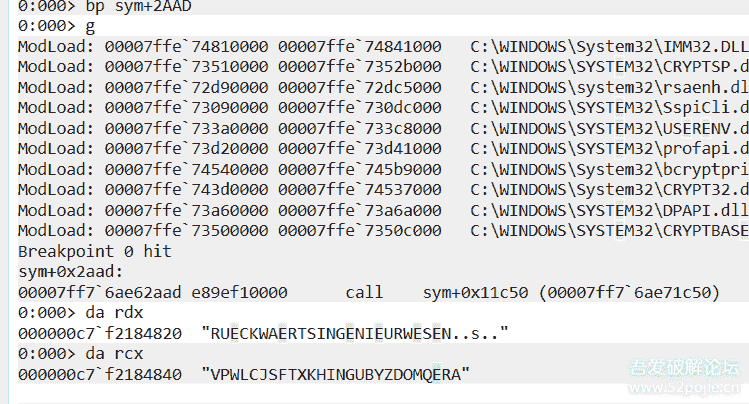 0:000> bp sym+2AAD
0:000> g
ModLoad: 00007ffe`74810000 00007ffe`74841000   C:\WINDOWS\System32\IMM32.DLL
ModLoad: 00007ffe`73510000 00007ffe`7352b000   C:\WINDOWS\SYSTEM32\CRYPTSP.d
ModLoad: 00007ffe`72d90000 00007ffe`72dc5000   C:\WINDOWS\system32\rsaenh.dl
ModLoad: 00007ffe`73090000 00007ffe`730dc000   C:\WINDOWS\SYSTEM32\SspiCli.d
ModLoad: 00007ffe`733a0000 00007ffe`733c8000   C:\WINDOWS\SYSTEM32\USERENV.d
ModLoad: 00007ffe`73d20000 00007ffe`73d41000   C:\WINDOWS\System32\profapi.d
ModLoad: 00007ffe`74540000 00007ffe`745b9000   C:\WINDOWS\System32\bcryptpri
ModLoad: 00007ffe`743d0000 00007ffe`74537000   C:\WINDOWS\SYSTEM32\CRYPT32.d
ModLoad: 00007ffe`73a60000 00007ffe`73a6a000   C:\WINDOWS\SYSTEM32\DPAPI.dll
ModLoad: 00007ffe`73500000 00007ffe`7350c000   C:\WINDOWS\SYSTEM32\CRYPTBASE
Breakpoint 0 hit
sym+0x2aad:
00007ff7`6ae62aad e89ef10000      call    sym+0x11c50 (00007ff7`6ae71c50)
0:000> da rdx
000000c7`f2184820  "RUECKWAERTSINGENIEURWESEN..s.."
0:000> da rcx
000000c7`f2184840  "VPWLCJSFTXKHINGUBYZDOMQERA"
吾爱破解论坛
www.52pojie.cn